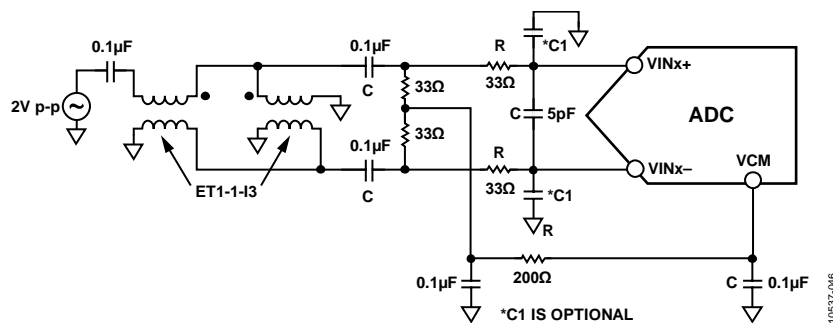 0.1µF
2V p-p
ET1-1-I3
0.1µF
C
33Ω
33Ω
0.1µF
C
R
33Ω
*C1
C
5pF
R
33Ω
*C1
R
VINx+
ADC
VINx–
VCM
0.1µF
200Ω
C
0.1µF
*C1 IS OPTIONAL
10537-046